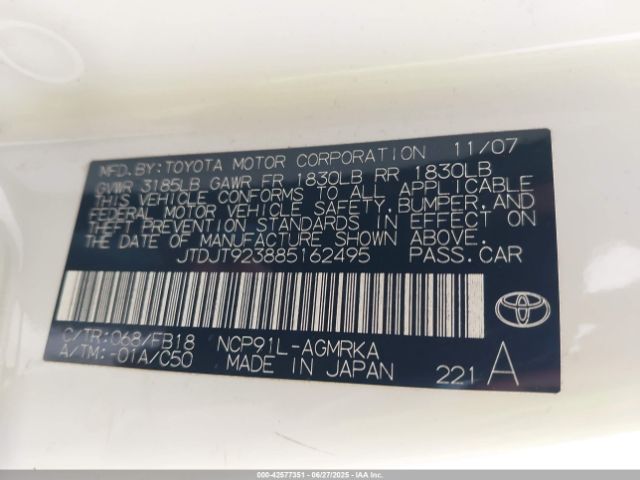 MFD.BY:TOYOTA MOTOR CORPORATION 11/07
GVWR 3185LB GAWR FR 1830LB RR 1830LB
THIS VEHICLE CONFORMS TO ALL APPLICABLE
FEDERAL MOTOR VEHICLE SAFETY,BUMPER,AND
THEFT PREVENTION STANDARDS IN EFFECT ON
THE DATE OF MANUFACTURE SHOWN ABOVE.
JTDJT923885162495 PASS.CAR
C/TR:068/FB18 NCP91L-AGMRKA
A/TM:-01A/C50 MADE IN JAPAN 221 A
000-42577351 - 06/27/2025 - IAA Holdings, LLC